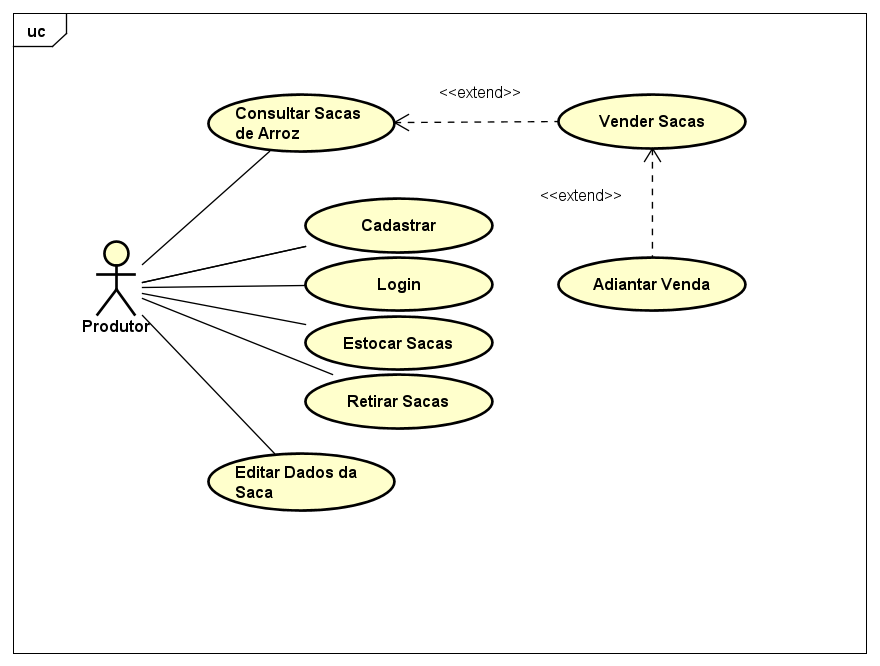 uc
<<extend>>
Consultar Sacas
de Arroz
Vender Sacas
<<extend>>
Cadastrar
Login
Adiantar Venda
Produtor
Estocar Sacas
Retirar Sacas
Editar Dados da
Saca